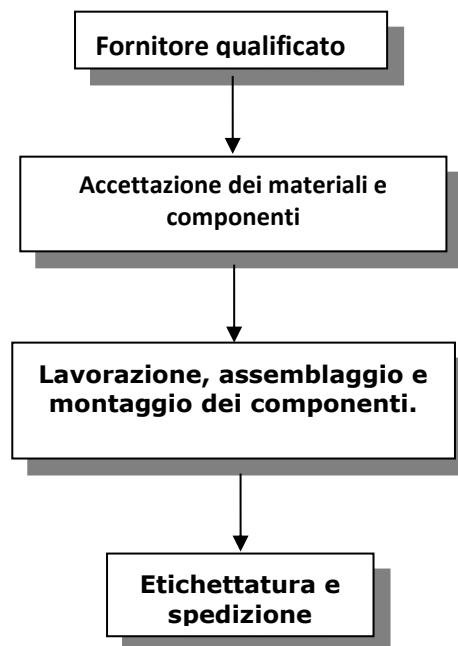 Fornitore qualificato
Accettazione dei materiali e
componenti
Lavorazione, assemblaggio e
montaggio dei componenti.
Etichettatura e
spedizione